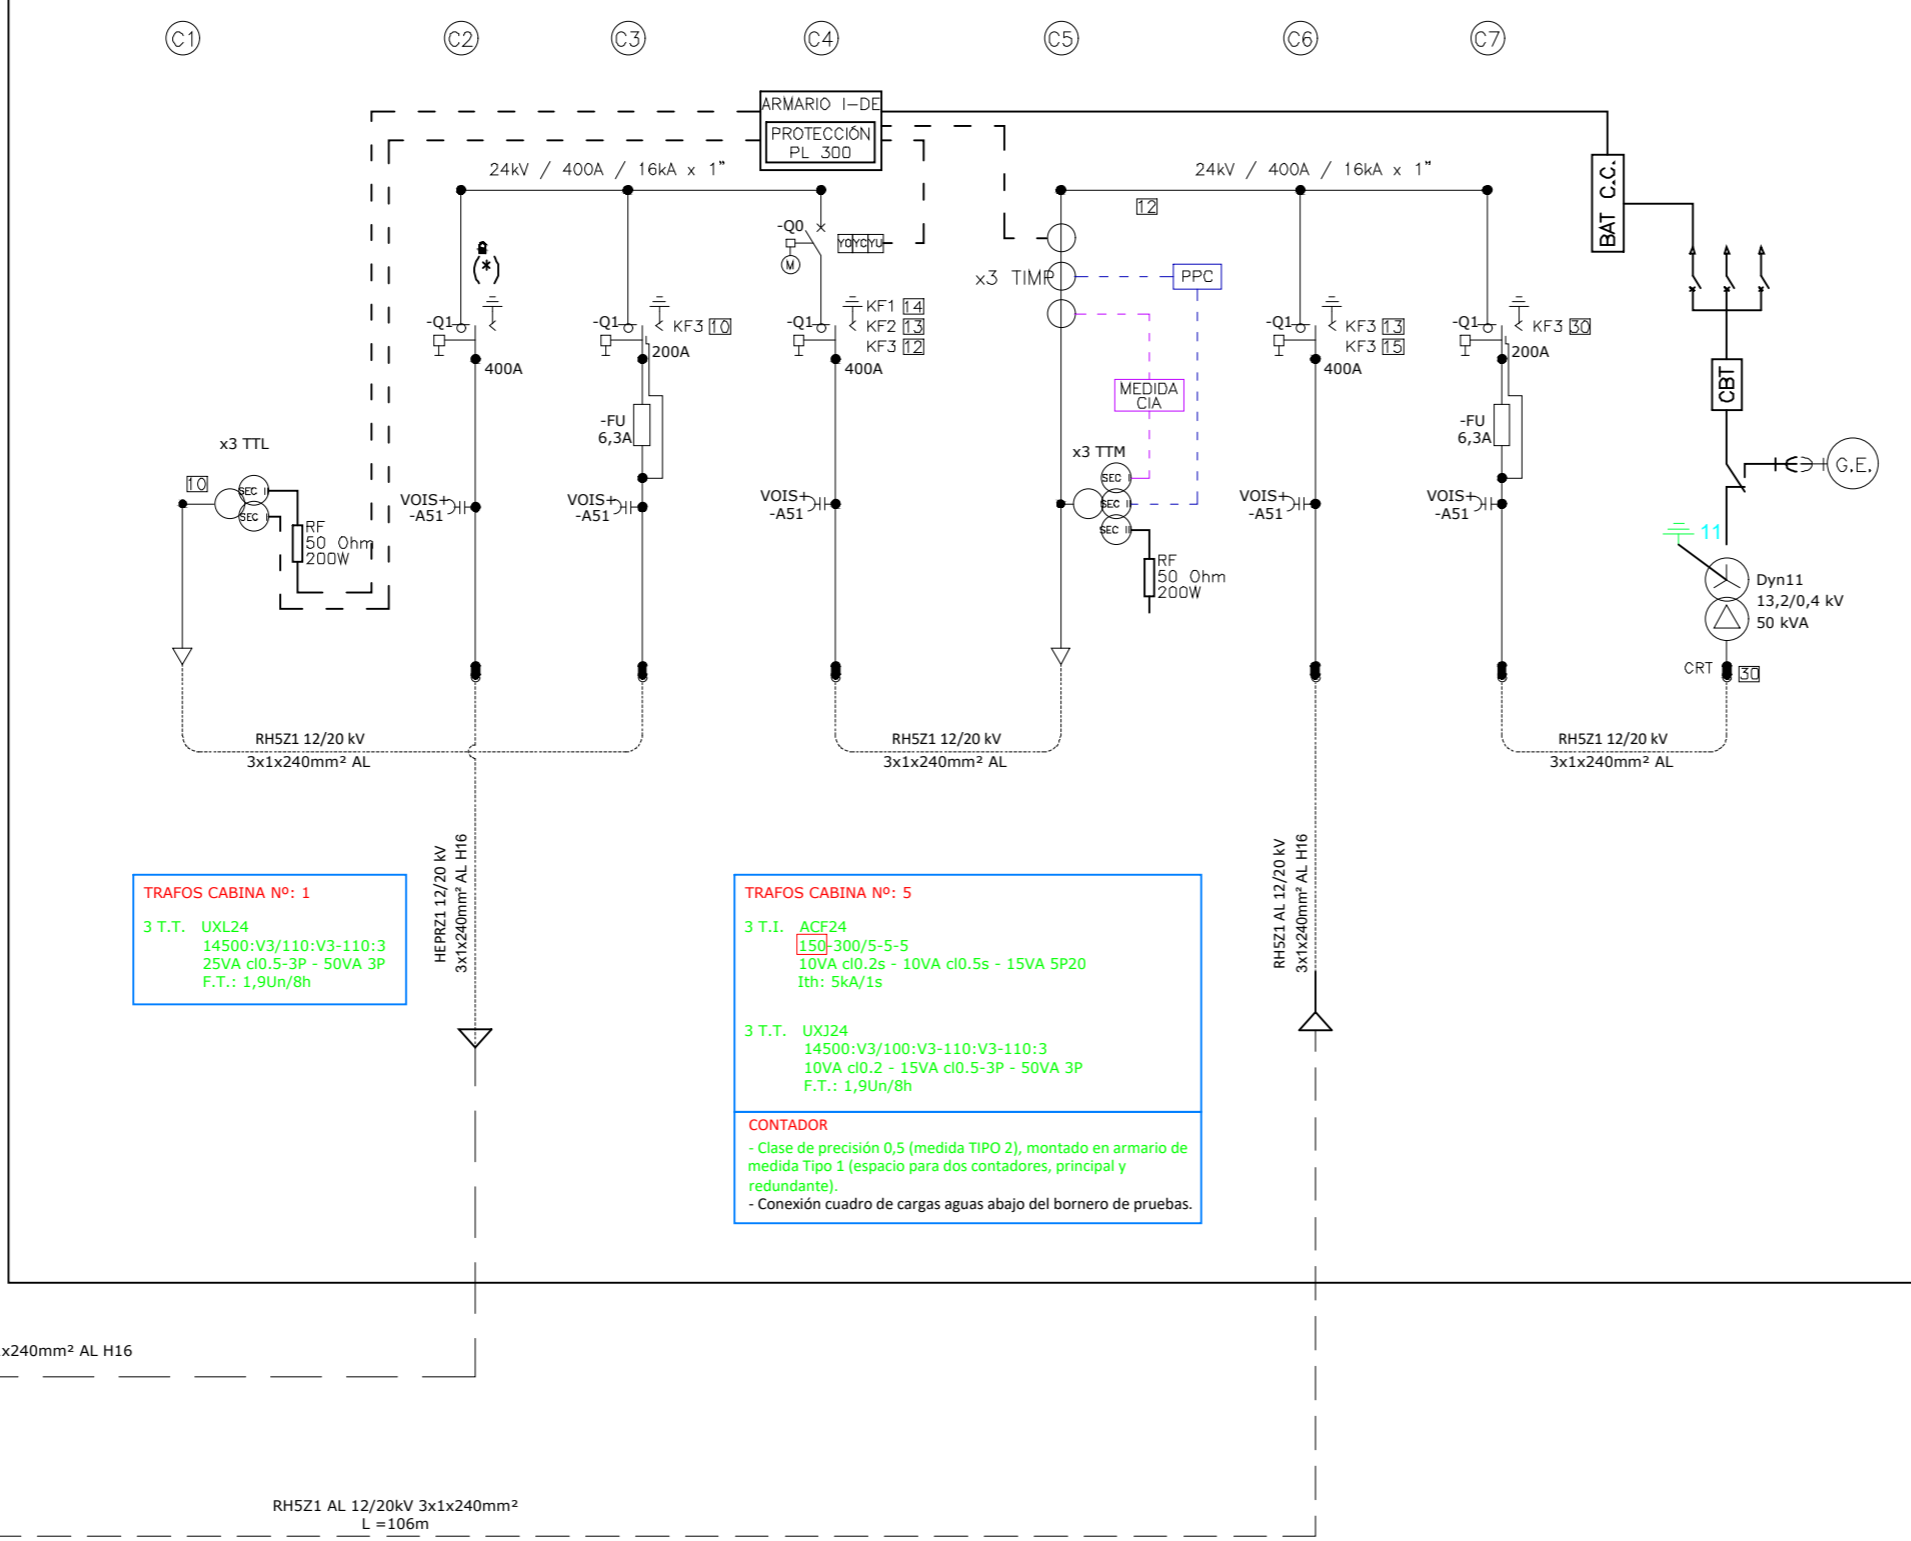 C1
C2
C3
C4
C5
C6
C7
ARMARIO I-DE
PROTECCIÓN
PL 300
24kV / 400A / 16kA x 1"
24kV / 400A / 16kA x 1"
BAT C.C.
12
-Q0
M
YO YC YU
(*)
x3 TIMP
PPC
-Q1
400A
-Q1
KF3 10
200A
-Q1
KF1 14
KF2 13
KF3 12
400A
-Q1
KF3 13
KF3 15
400A
-Q1
KF3 30
200A
MEDIDA
CIA
CBT
-FU
6,3A
-FU
6,3A
x3 TTL
10
SEC II
SEC I
RF
50 Ohm
200W
x3 TTM
SEC I
SEC II
SEC III
RF
50 Ohm
200W
VOIS+
-A51
VOIS+
-A51
VOIS+
-A51
VOIS+
-A51
VOIS+
-A51
G.E.
11
Dyn11
13,2/0,4 kV
50 kVA
CRT 30
RH5Z1 12/20 kV
3x1x240mm² AL
RH5Z1 12/20 kV
3x1x240mm² AL
RH5Z1 12/20 kV
3x1x240mm² AL
HEPRZ1 12/20 kV
3x1x240mm² AL H16
RH5Z1 AL 12/20 kV
3x1x240mm² AL H16
TRAFOS CABINA Nº: 1
3 T.T. UXL24
14500:V3/110:V3-110:3
25VA cl0.5-3P - 50VA 3P
F.T.: 1,9Un/8h
TRAFOS CABINA Nº: 5
3 T.I. ACF24
150-300/5-5-5
10VA cl0.2s - 10VA cl0.5s - 15VA 5P20
Ith: 5kA/1s
3 T.T. UXJ24
14500:V3/100:V3-110:V3-110:3
10VA cl0.2 - 15VA cl0.5-3P - 50VA 3P
F.T.: 1,9Un/8h
CONTADOR
- Clase de precisión 0,5 (medida TIPO 2), montado en armario de
medida Tipo 1 (espacio para dos contadores, principal y
redundante).
- Conexión cuadro de cargas aguas abajo del bornero de pruebas.
x240mm² AL H16
RH5Z1 AL 12/20kV 3x1x240mm²
L =106m